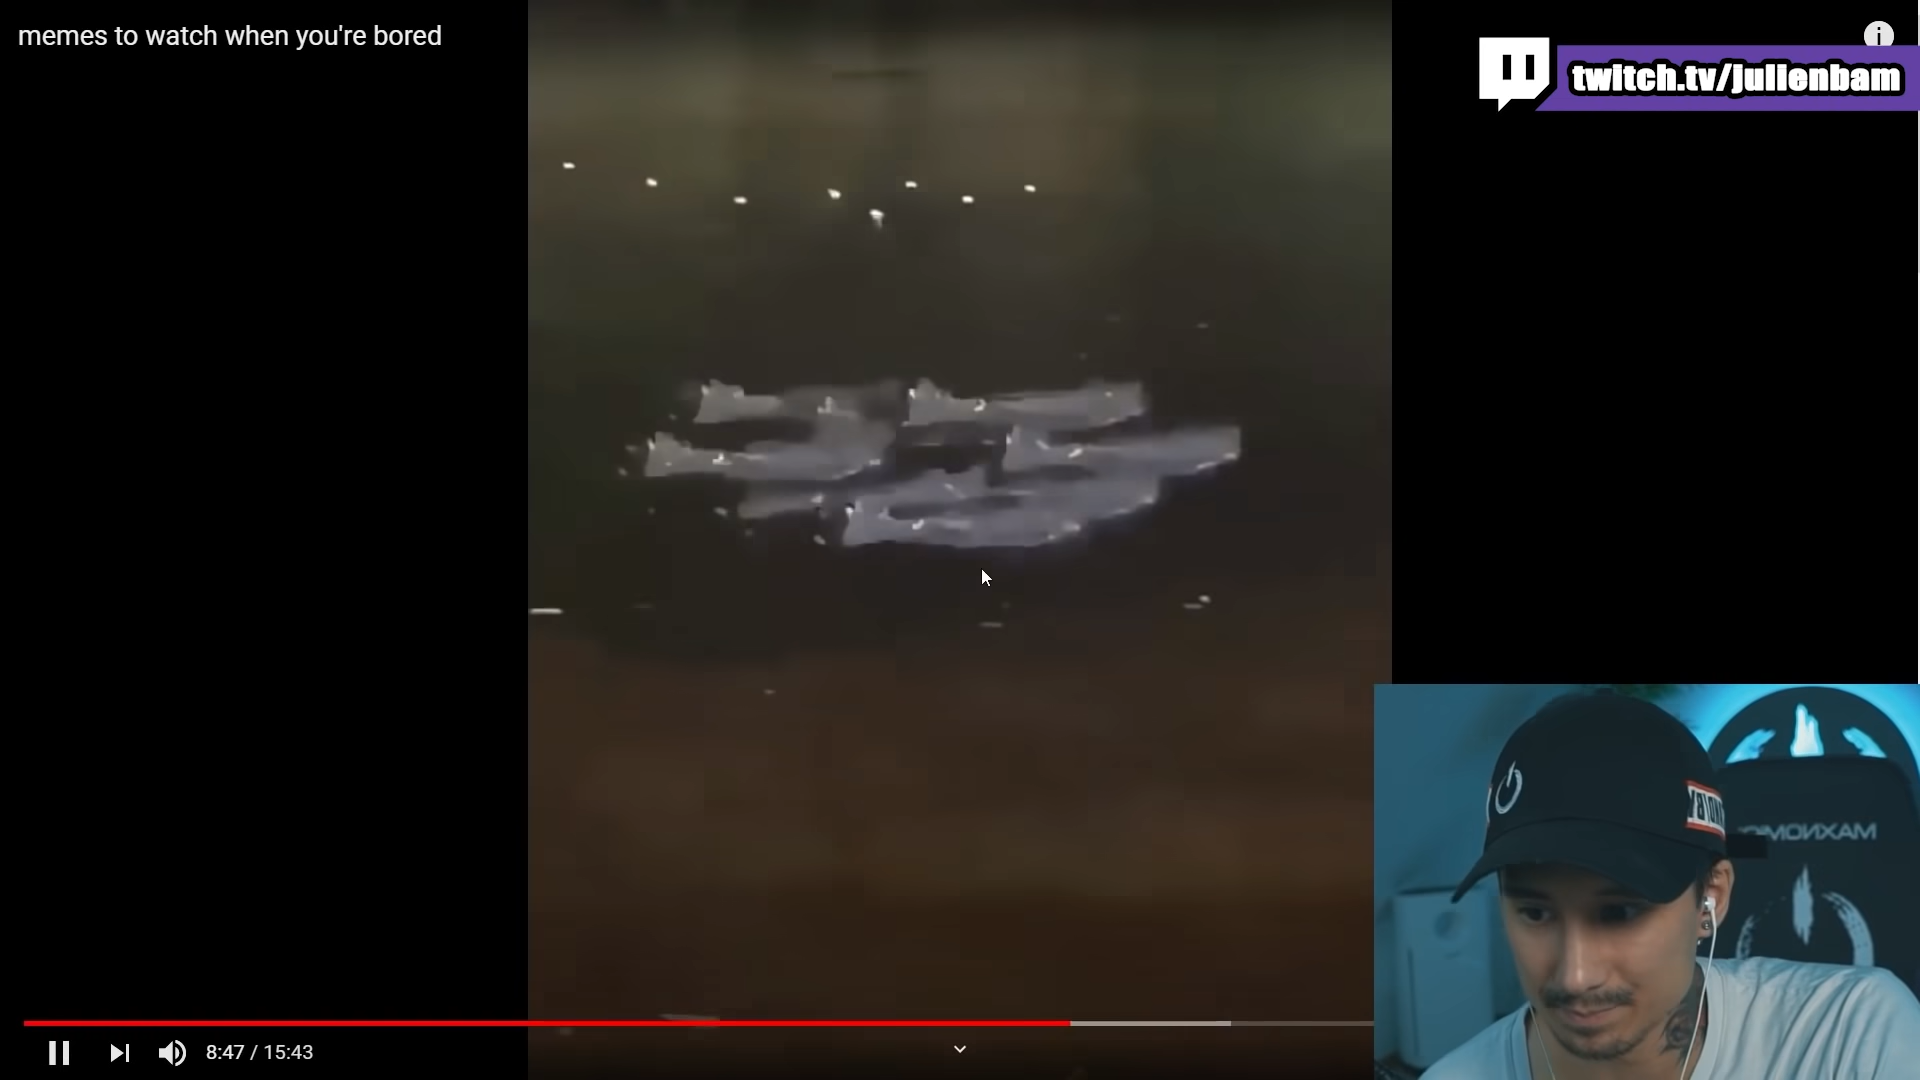 memes to watch when you're bored
twitch.tv/julienbam
MAXNOMIC
8:47 / 15:43